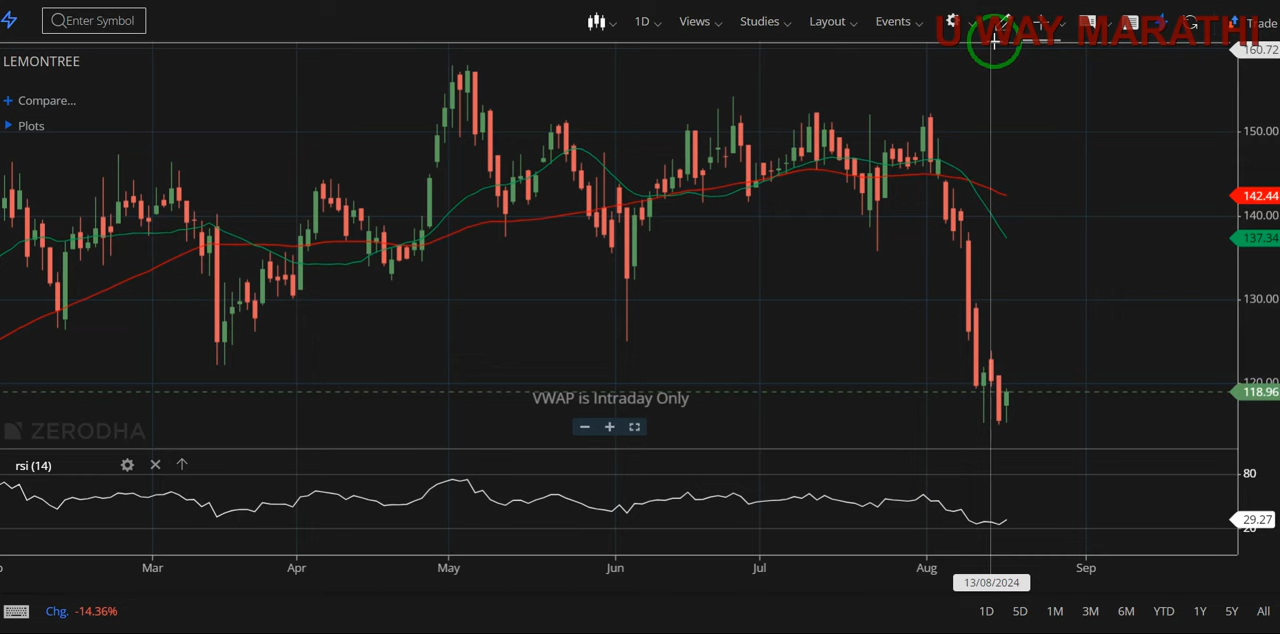 Enter Symbol
1D
Views
Studies
Layout
Events
U WAY MARATHI
Trade
LEMONTREE
160.72
+ Compare...
Plots
150.00
142.44
140.00
137.34
130.00
120.00
118.96
VWAP is Intraday Only
ZERODHA
rsi (14)
80
29.27
20
Mar
Apr
May
Jun
Jul
Aug
Sep
13/08/2024
Chg. -14.36%
1D 5D 1M 3M 6M YTD 1Y 5Y All